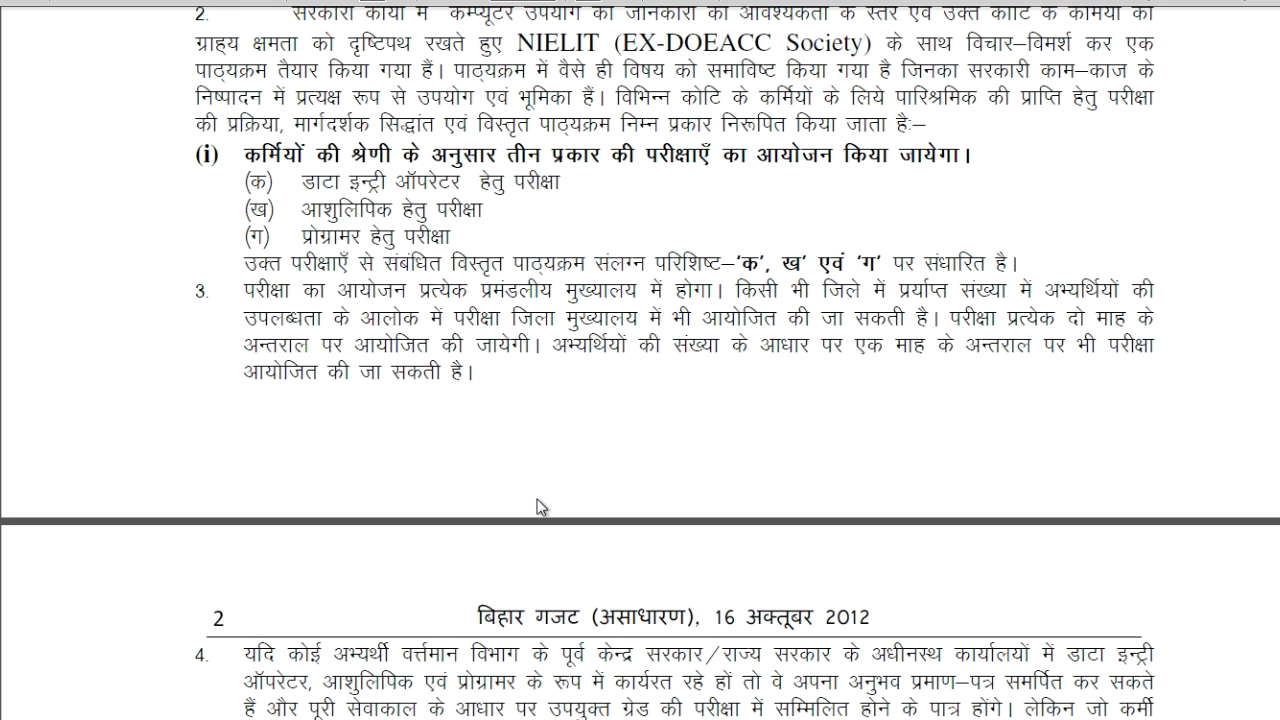 2. सरकारी कार्यों में कम्प्यूटर उपयोग की जानकारी की आवश्यकता के स्तर एवं उक्त कोटि के कर्मियों की
ग्राह्य क्षमता को दृष्टिपथ रखते हुए NIELIT (EX-DOEACC Society) के साथ विचार–विमर्श कर एक
पाठ्यक्रम तैयार किया गया हैं। पाठ्यक्रम में वैसे ही विषय को समाविष्ट किया गया है जिनका सरकारी काम–काज के
निष्पादन में प्रत्यक्ष रूप से उपयोग एवं भूमिका हैं। विभिन्न कोटि के कर्मियों के लिये पारिश्रमिक की प्राप्ति हेतु परीक्षा
की प्रक्रिया, मार्गदर्शक सिद्धांत एवं विस्तृत पाठ्यक्रम निम्न प्रकार निरूपित किया जाता है:–
(i) कर्मियों की श्रेणी के अनुसार तीन प्रकार की परीक्षाएँ का आयोजन किया जायेगा।
(क) डाटा इन्ट्री ऑपरेटर हेतु परीक्षा
(ख) आशुलिपिक हेतु परीक्षा
(ग) प्रोग्रामर हेतु परीक्षा
उक्त परीक्षाएँ से संबंधित विस्तृत पाठ्यक्रम संलग्न परिशिष्ट–‘क’, ख’ एवं ‘ग’ पर संधारित है।
3. परीक्षा का आयोजन प्रत्येक प्रमंडलीय मुख्यालय में होगा। किसी भी जिले में प्रर्याप्त संख्या में अभ्यर्थियों की
उपलब्धता के आलोक में परीक्षा जिला मुख्यालय में भी आयोजित की जा सकती है। परीक्षा प्रत्येक दो माह के
अन्तराल पर आयोजित की जायेगी। अभ्यर्थियों की संख्या के आधार पर एक माह के अन्तराल पर भी परीक्षा
आयोजित की जा सकती है।
2 बिहार गजट (असाधारण), 16 अक्तूबर 2012
4. यदि कोई अभ्यर्थी वर्त्तमान विभाग के पूर्व केन्द्र सरकार/राज्य सरकार के अधीनस्थ कार्यालयों में डाटा इन्ट्री
ऑपरेटर, आशुलिपिक एवं प्रोग्रामर के रूप में कार्यरत रहे हों तो वे अपना अनुभव प्रमाण–पत्र समर्पित कर सकते
हैं और पूरी सेवाकाल के आधार पर उपयुक्त ग्रेड की परीक्षा में सम्मिलित होने के पात्र होंगे। लेकिन जो कर्मी